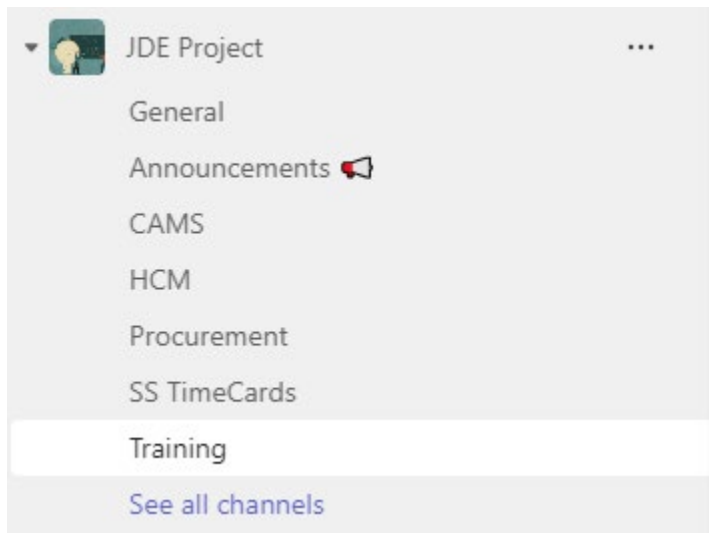 JDE Project ...
General
Announcements 📢
CAMS
HCM
Procurement
SS TimeCards
Training
See all channels